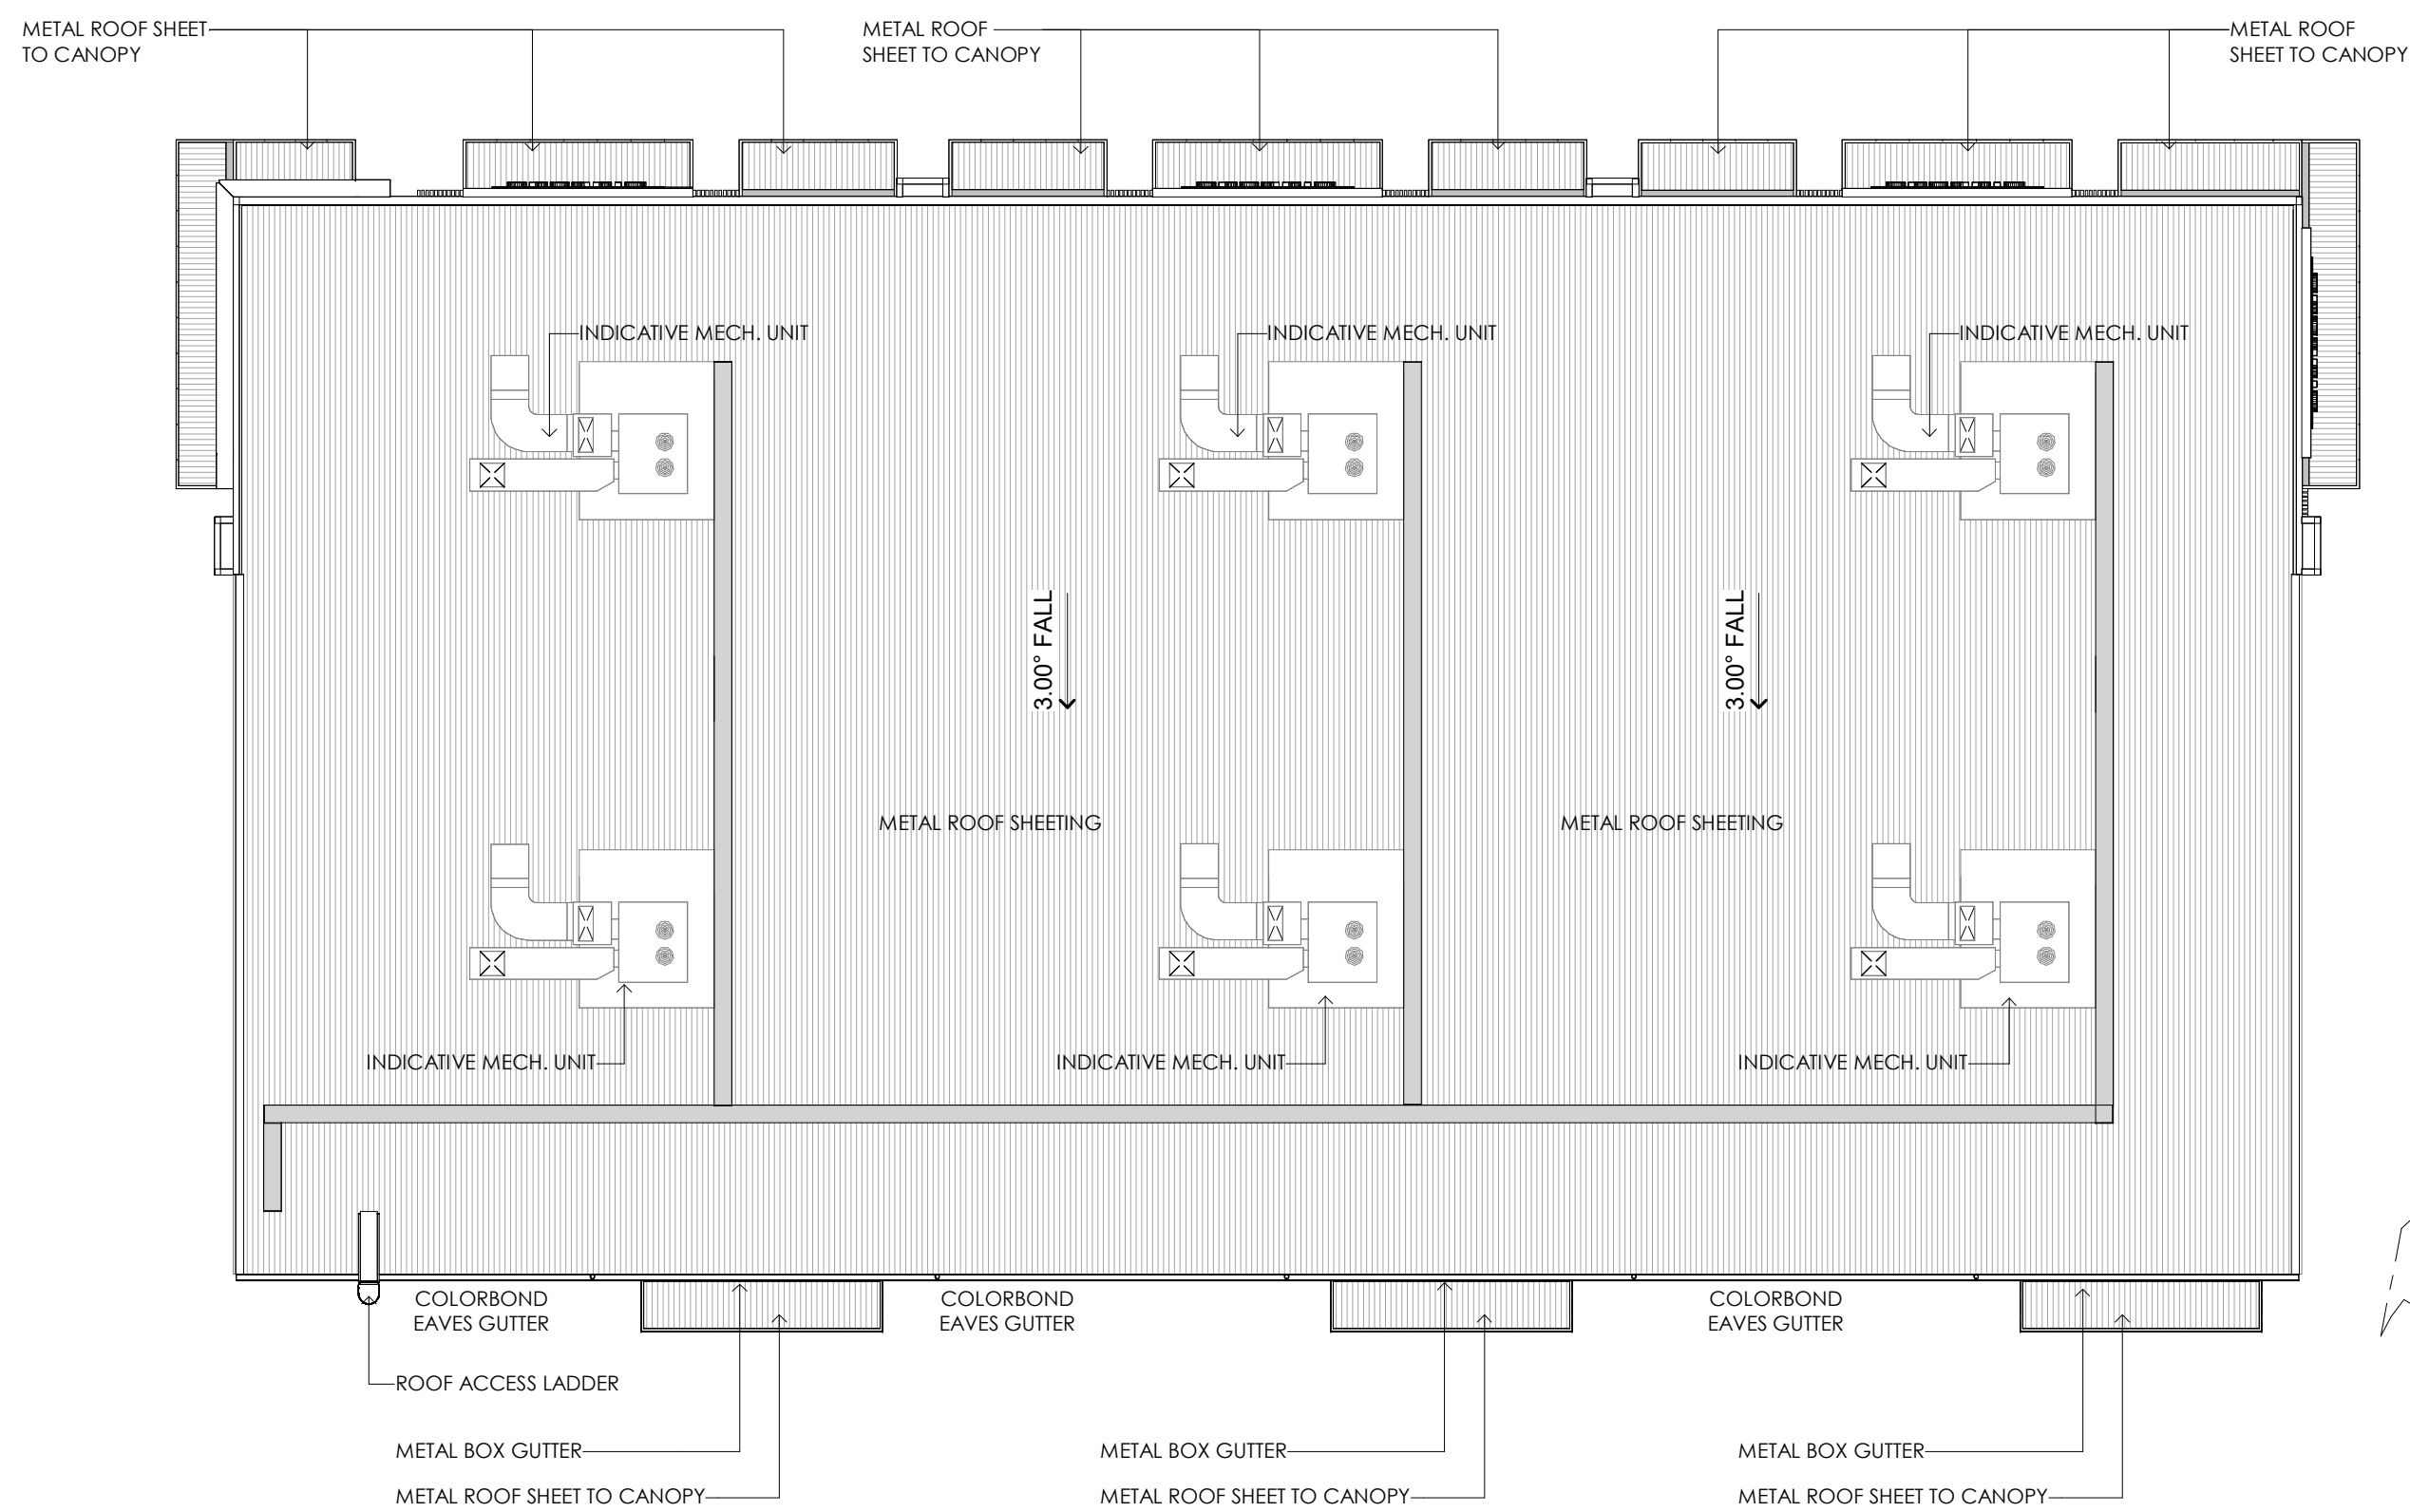 METAL ROOF SHEET
TO CANOPY
METAL ROOF
SHEET TO CANOPY
METAL ROOF
SHEET TO CANOPY
INDICATIVE MECH. UNIT
INDICATIVE MECH. UNIT
INDICATIVE MECH. UNIT
3.00° FALL
3.00° FALL
METAL ROOF SHEETING
METAL ROOF SHEETING
INDICATIVE MECH. UNIT
INDICATIVE MECH. UNIT
INDICATIVE MECH. UNIT
COLORBOND
EAVES GUTTER
COLORBOND
EAVES GUTTER
COLORBOND
EAVES GUTTER
ROOF ACCESS LADDER
METAL BOX GUTTER
METAL BOX GUTTER
METAL BOX GUTTER
METAL ROOF SHEET TO CANOPY
METAL ROOF SHEET TO CANOPY
METAL ROOF SHEET TO CANOPY